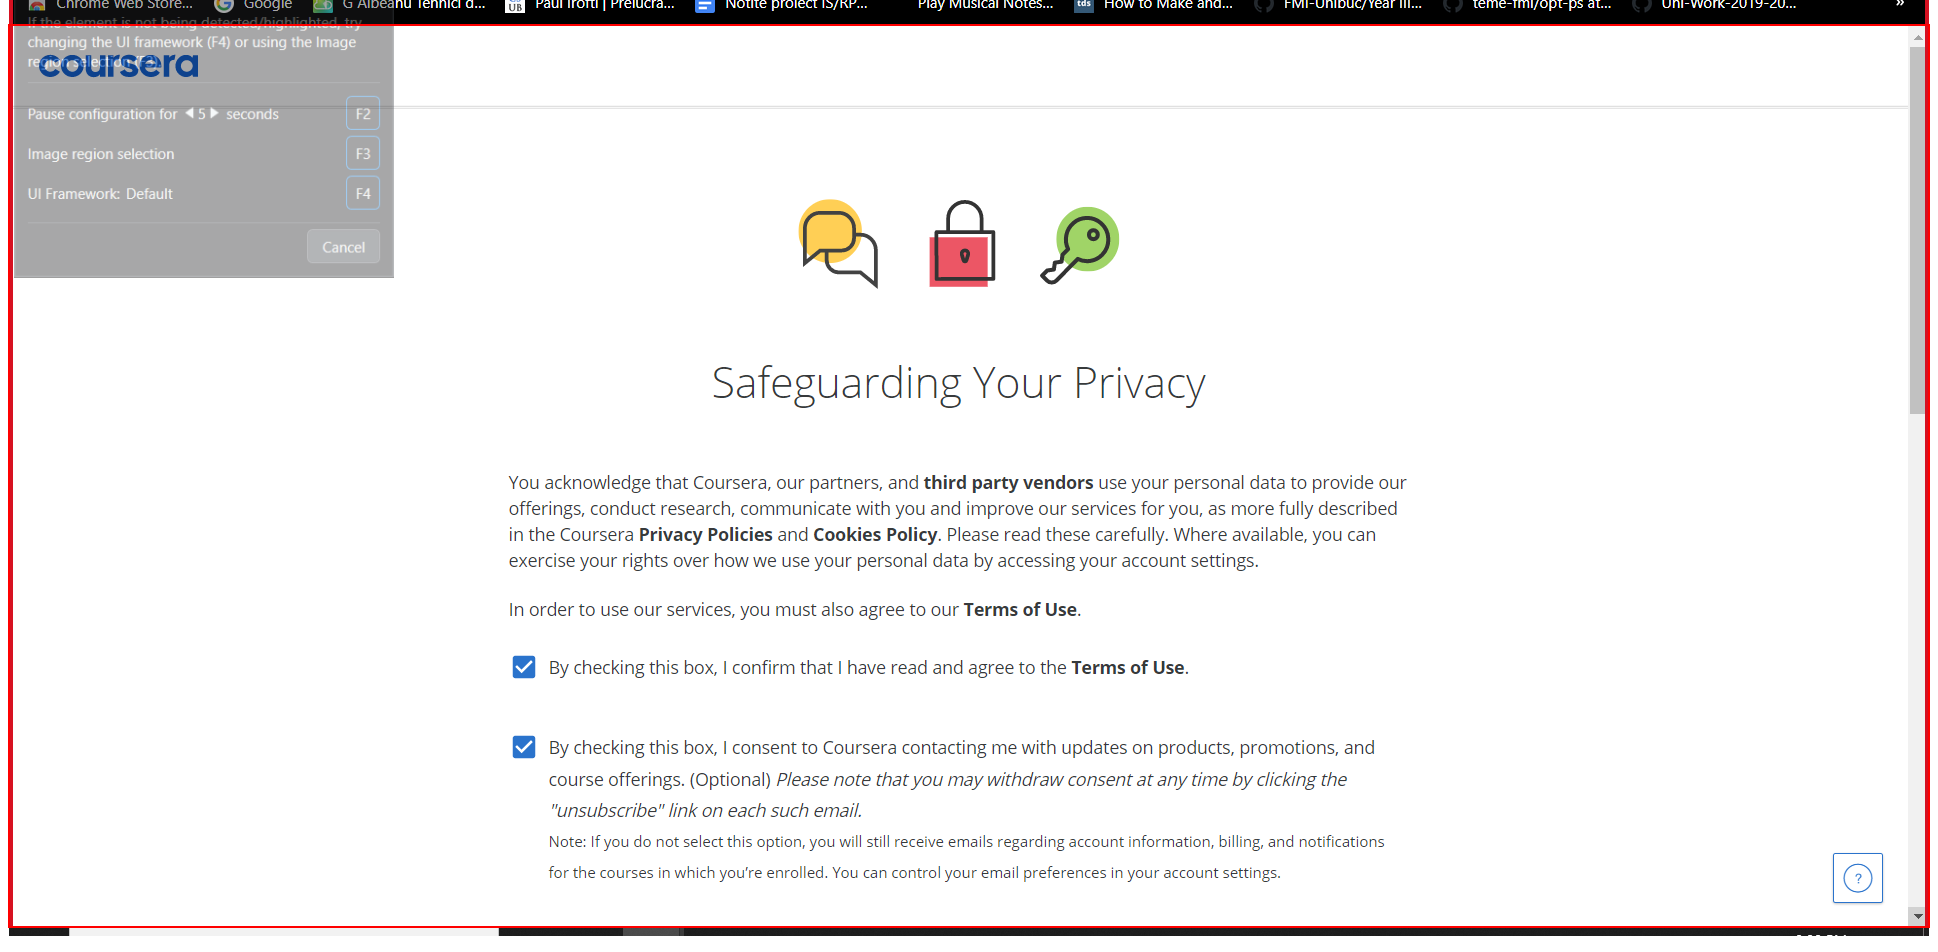 Chrome Web Store... Google G Albeanu Tehnici d... UB Paul Irofti | Prelucra... Notite proiect IS/RP... Play Musical Notes... tds How to Make and... FMI-Unibuc/Year III... teme-fmi/opt-ps at... Uni-Work-2019-20... »
If the element is not being detected/highlighted, try
changing the UI framework (F4) or using the Image
region selection (F3).
coursera
Pause configuration for 5 seconds F2
Image region selection F3
UI Framework: Default F4
Cancel
Safeguarding Your Privacy
You acknowledge that Coursera, our partners, and third party vendors use your personal data to provide our
offerings, conduct research, communicate with you and improve our services for you, as more fully described
in the Coursera Privacy Policies and Cookies Policy. Please read these carefully. Where available, you can
exercise your rights over how we use your personal data by accessing your account settings.
In order to use our services, you must also agree to our Terms of Use.
By checking this box, I confirm that I have read and agree to the Terms of Use.
By checking this box, I consent to Coursera contacting me with updates on products, promotions, and
course offerings. (Optional) Please note that you may withdraw consent at any time by clicking the
"unsubscribe" link on each such email.
Note: If you do not select this option, you will still receive emails regarding account information, billing, and notifications
for the courses in which you’re enrolled. You can control your email preferences in your account settings.
?